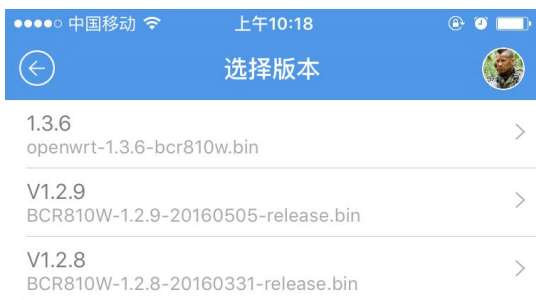 中国移动 上午10:18
选择版本
1.3.6
openwrt-1.3.6-bcr810w.bin
V1.2.9
BCR810W-1.2.9-20160505-release.bin
V1.2.8
BCR810W-1.2.8-20160331-release.bin